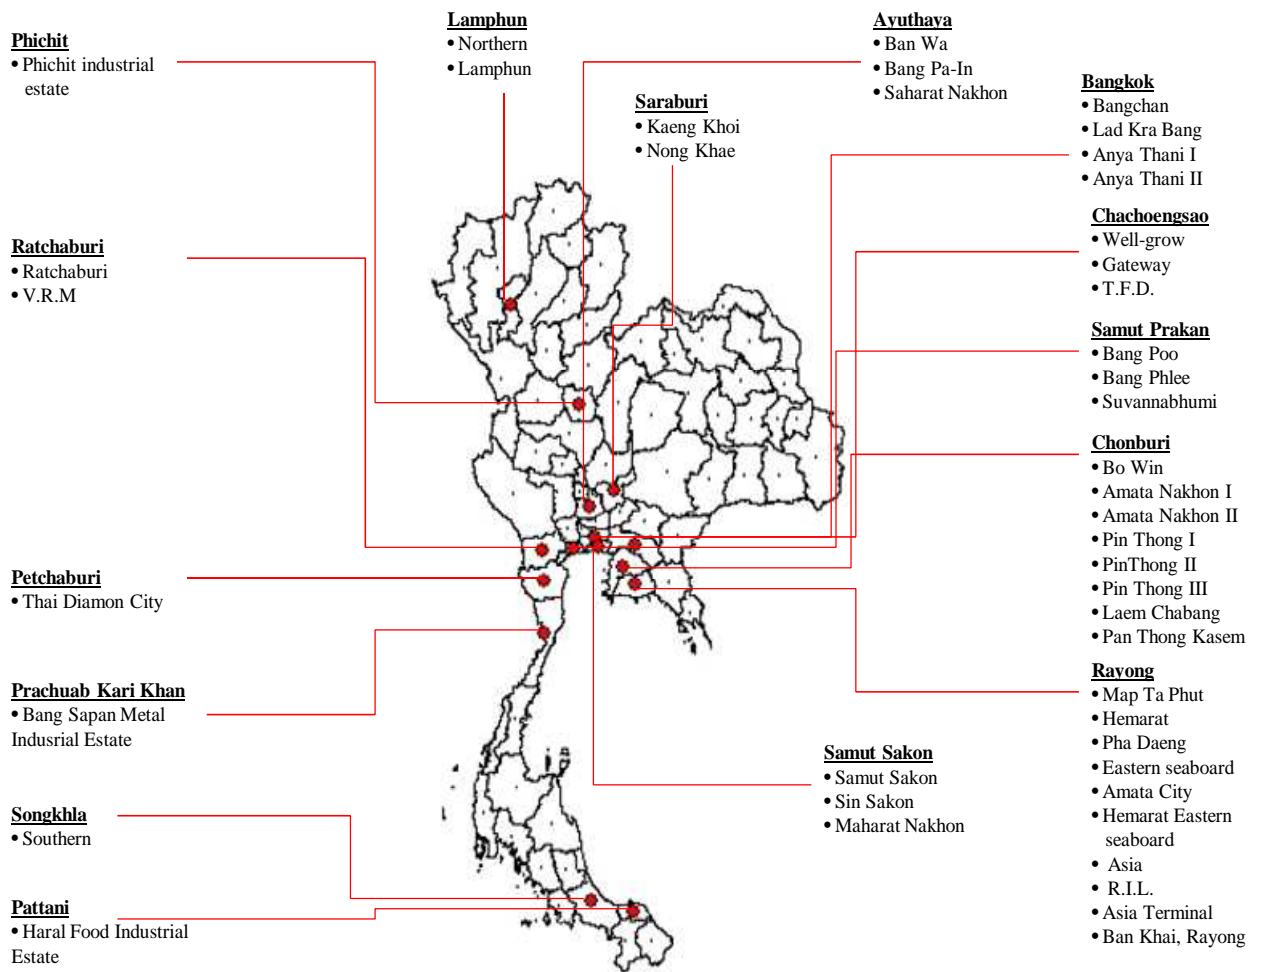 Phichit
• Phichit industrial
estate
Lamphun
• Northern
• Lamphun
Saraburi
• Kaeng Khoi
• Nong Khae
Ayuthaya
• Ban Wa
• Bang Pa-In
• Saharat Nakhon
Bangkok
• Bangchan
• Lad Kra Bang
• Anya Thani I
• Anya Thani II
Ratchaburi
• Ratchaburi
• V.R.M
Chachoengsao
• Well-grow
• Gateway
• T.F.D.
Samut Prakan
• Bang Poo
• Bang Phlee
• Suvannabhumi
Chonburi
• Bo Win
• Amata Nakhon I
• Amata Nakhon II
• Pin Thong I
• PinThong II
• Pin Thong III
• Laem Chabang
• Pan Thong Kasem
Petchaburi
• Thai Diamon City
Prachuab Kari Khan
• Bang Sapan Metal
Indusrial Estate
Rayong
• Map Ta Phut
• Hemarat
• Pha Daeng
• Eastern seaboard
• Amata City
• Hemarat Eastern
seaboard
• Asia
• R.I.L.
• Asia Terminal
• Ban Khai, Rayong
Samut Sakon
• Samut Sakon
• Sin Sakon
• Maharat Nakhon
Songkhla
• Southern
Pattani
• Haral Food Industrial
Estate